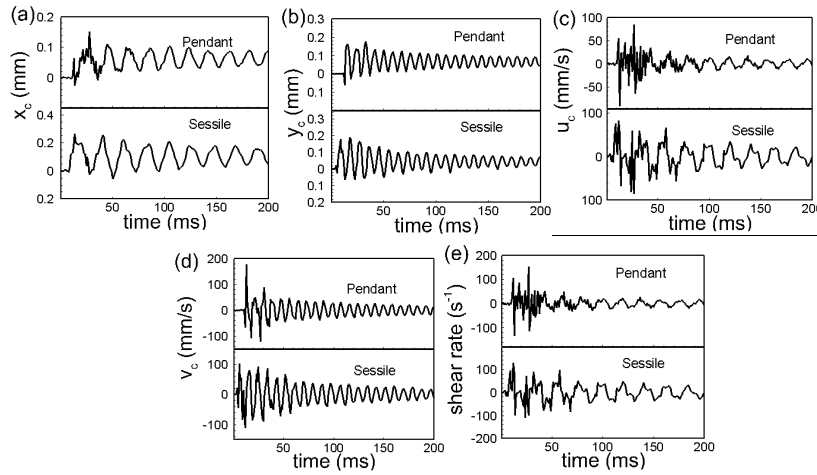 (a)
0.2
0.1
0.0
Pendant
0.4
0.2
0
0.2
Sessile
x_c (mm)
50 100 150 200
time (ms)
(b)
0.3
0.2
0.1
0
0.1
Pendant
0.3
0.2
0.1
0
0.1
0.2
Sessile
y_c (mm)
50 100 150 200
time (ms)
(c)
100
50
0
-50
Pendant
100
0
100
Sessile
u_c (mm/s)
50 100 150 200
time (ms)
(d)
200
100
0
-100
Pendant
100
0
-100
Sessile
v_c (mm/s)
50 100 150 200
time (ms)
(e)
200
100
0
-100
Pendant
100
0
-100
-200
Sessile
shear rate (s⁻¹)
50 100 150 200
time (ms)